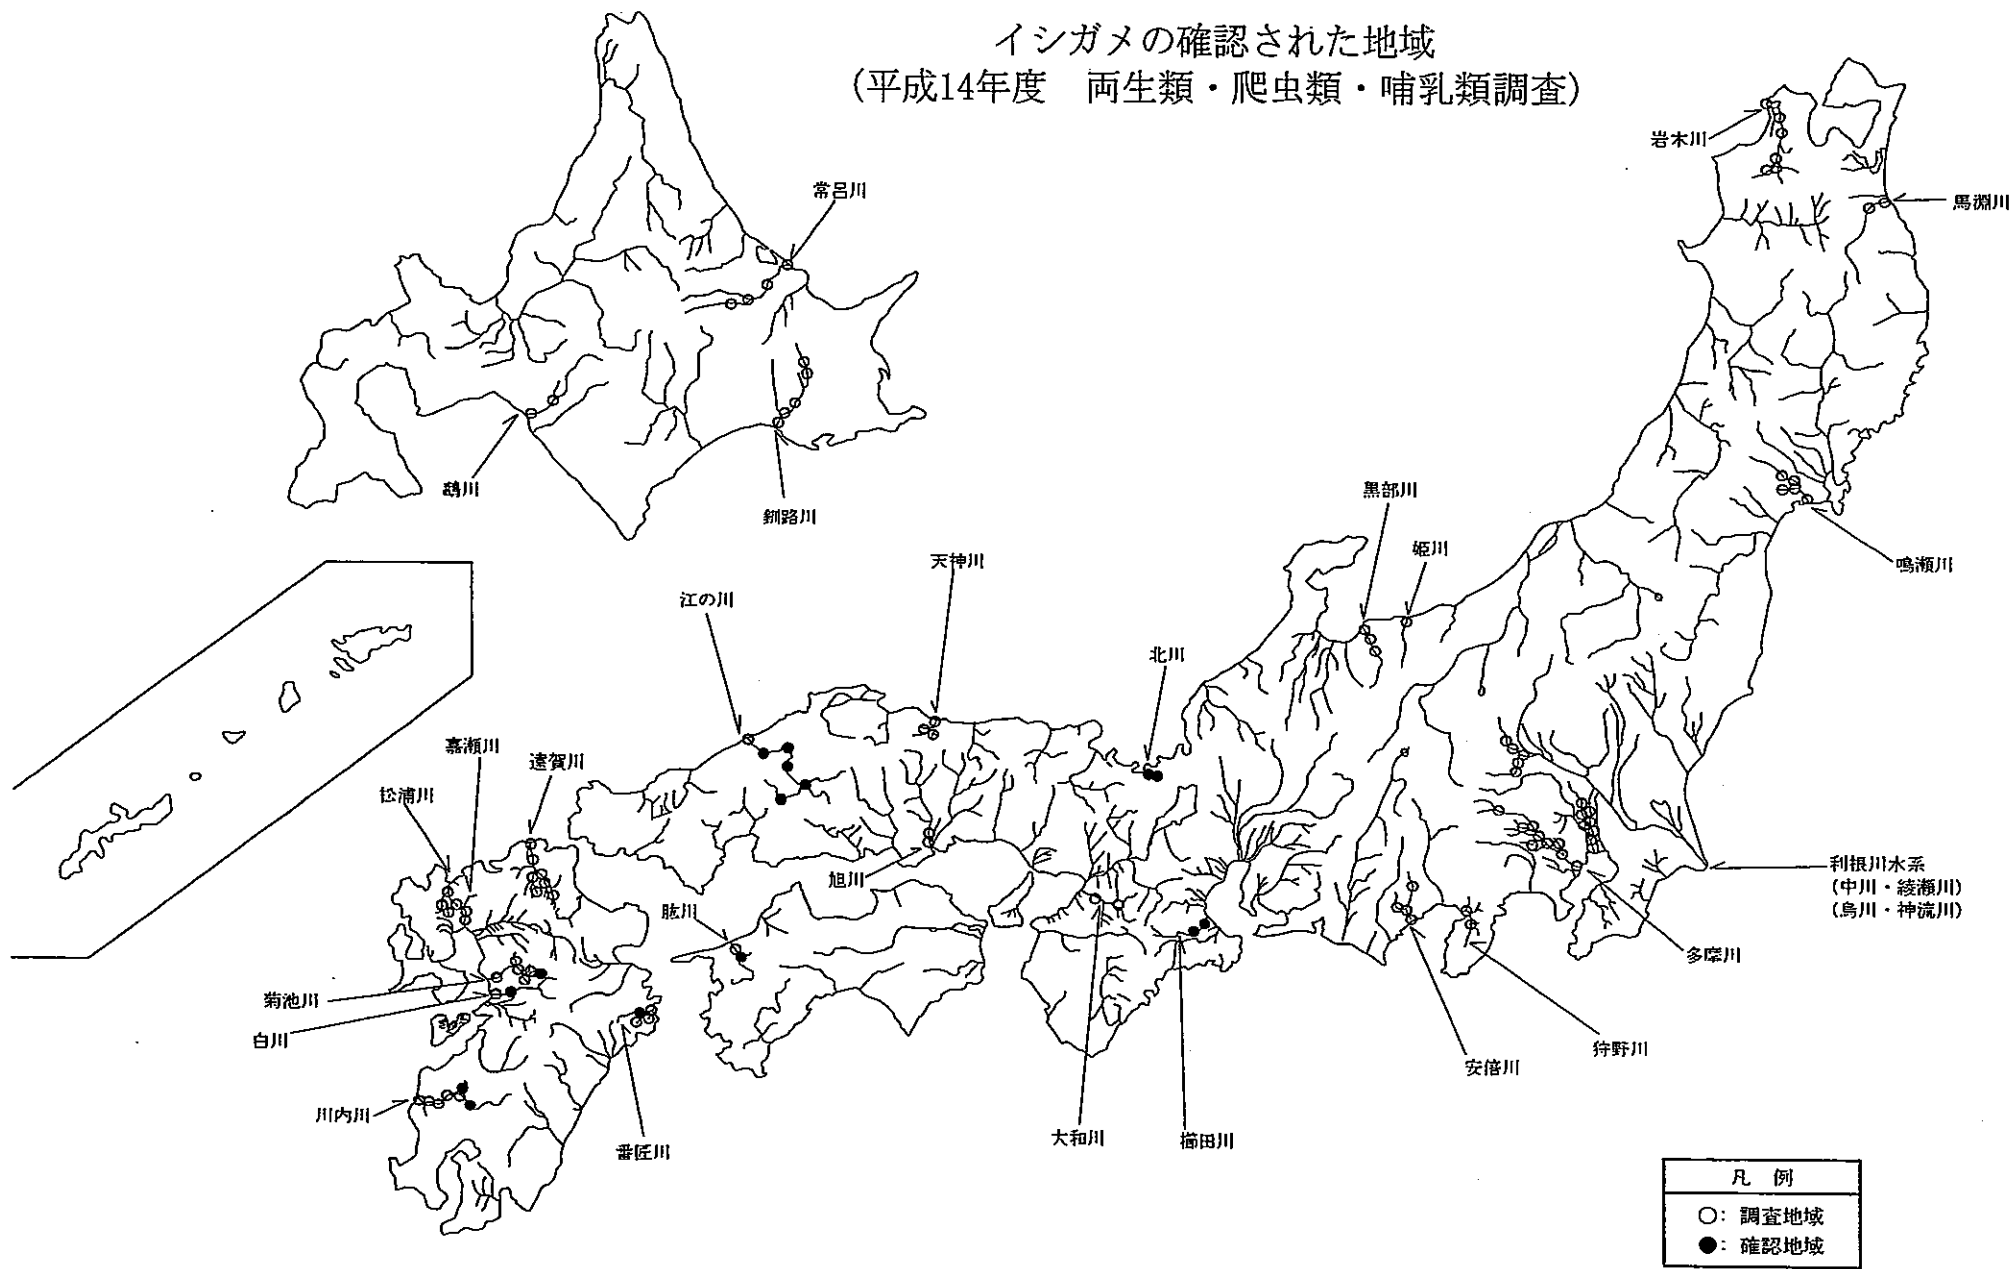 イシガメの確認された地域
(平成14年度　両生類・爬虫類・哺乳類調査)
岩木川
馬淵川
常呂川
鵡川
釧路川
黒部川
姫川
鳴瀬川
天神川
江の川
北川
嘉瀬川
遠賀川
松浦川
旭川
肱川
利根川水系
(中川・綾瀬川)
(烏川・神流川)
多摩川
菊池川
白川
狩野川
安倍川
川内川
番匠川
大和川
櫛田川
凡　例
○: 調査地域
●: 確認地域